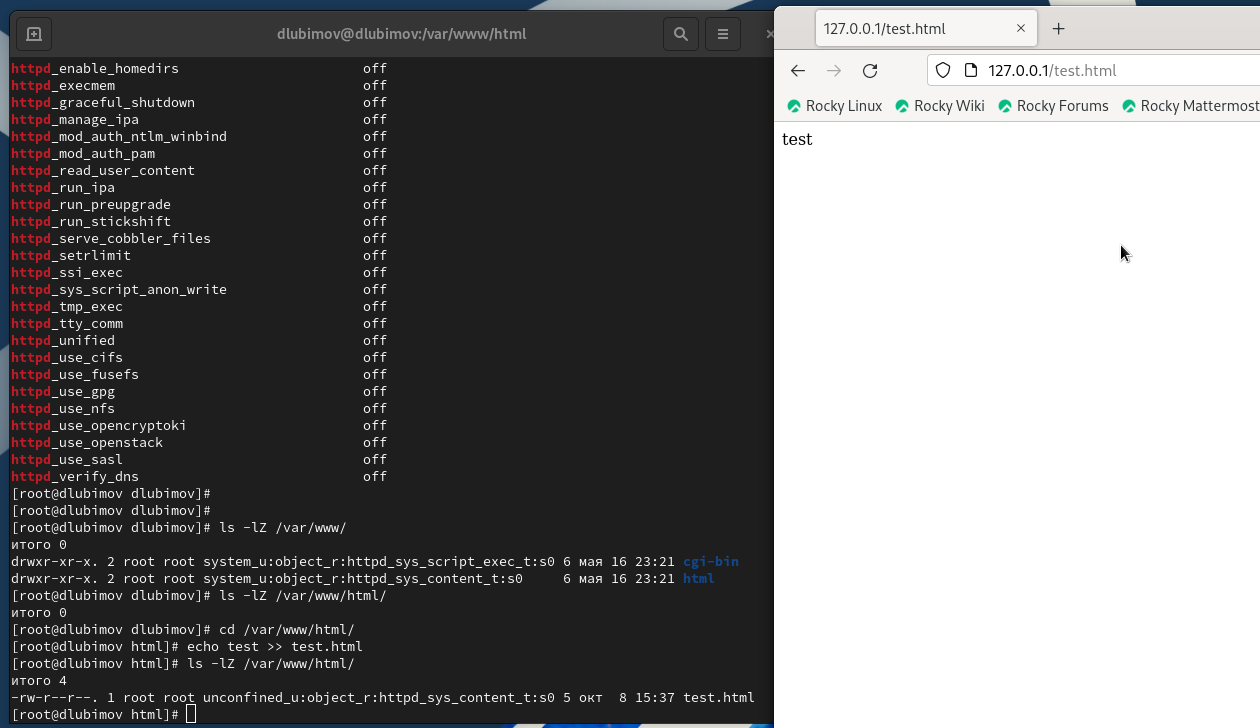 dlubimov@dlubimov:/var/www/html
httpd_enable_homedirs off
httpd_execmem off
httpd_graceful_shutdown off
httpd_manage_ipa off
httpd_mod_auth_ntlm_winbind off
httpd_mod_auth_pam off
httpd_read_user_content off
httpd_run_ipa off
httpd_run_preupgrade off
httpd_run_stickshift off
httpd_serve_cobbler_files off
httpd_setrlimit off
httpd_ssi_exec off
httpd_sys_script_anon_write off
httpd_tmp_exec off
httpd_tty_comm off
httpd_unified off
httpd_use_cifs off
httpd_use_fusefs off
httpd_use_gpg off
httpd_use_nfs off
httpd_use_opencryptoki off
httpd_use_openstack off
httpd_use_sasl off
httpd_verify_dns off
[root@dlubimov dlubimov]#
[root@dlubimov dlubimov]#
[root@dlubimov dlubimov]# ls -lZ /var/www/
итого 0
drwxr-xr-x. 2 root root system_u:object_r:httpd_sys_script_exec_t:s0 6 мая 16 23:21 cgi-bin
drwxr-xr-x. 2 root root system_u:object_r:httpd_sys_content_t:s0 6 мая 16 23:21 html
[root@dlubimov dlubimov]# ls -lZ /var/www/html/
итого 0
[root@dlubimov dlubimov]# cd /var/www/html/
[root@dlubimov html]# echo test >> test.html
[root@dlubimov html]# ls -lZ /var/www/html/
итого 4
-rw-r--r--. 1 root root unconfined_u:object_r:httpd_sys_content_t:s0 5 окт 8 15:37 test.html
[root@dlubimov html]#
127.0.0.1/test.html
127.0.0.1/test.html
Rocky Linux Rocky Wiki Rocky Forums Rocky Mattermost
test